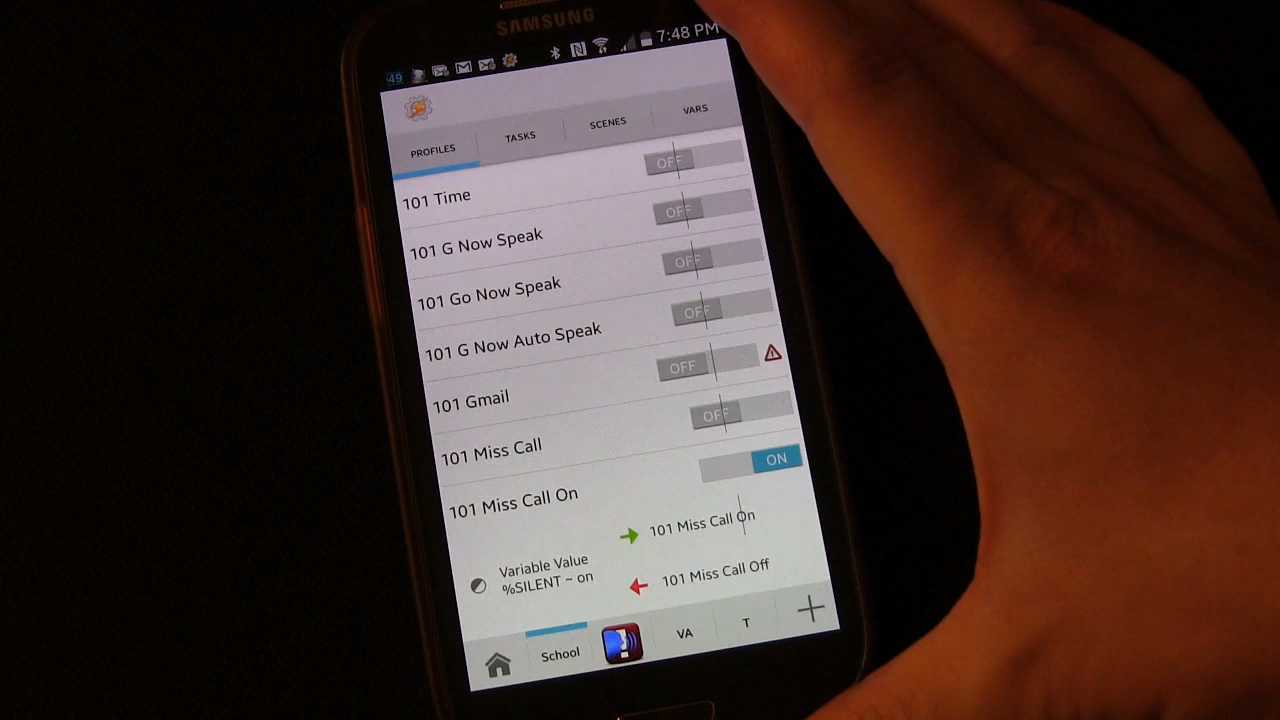 SAMSUNG
49 7:48 PM
PROFILES TASKS SCENES VARS
101 Time OFF
101 G Now Speak OFF
101 Go Now Speak OFF
101 G Now Auto Speak OFF
101 Gmail OFF
101 Miss Call OFF
101 Miss Call On ON
Variable Value
%SILENT ~ on
101 Miss Call On
101 Miss Call Off
School VA T